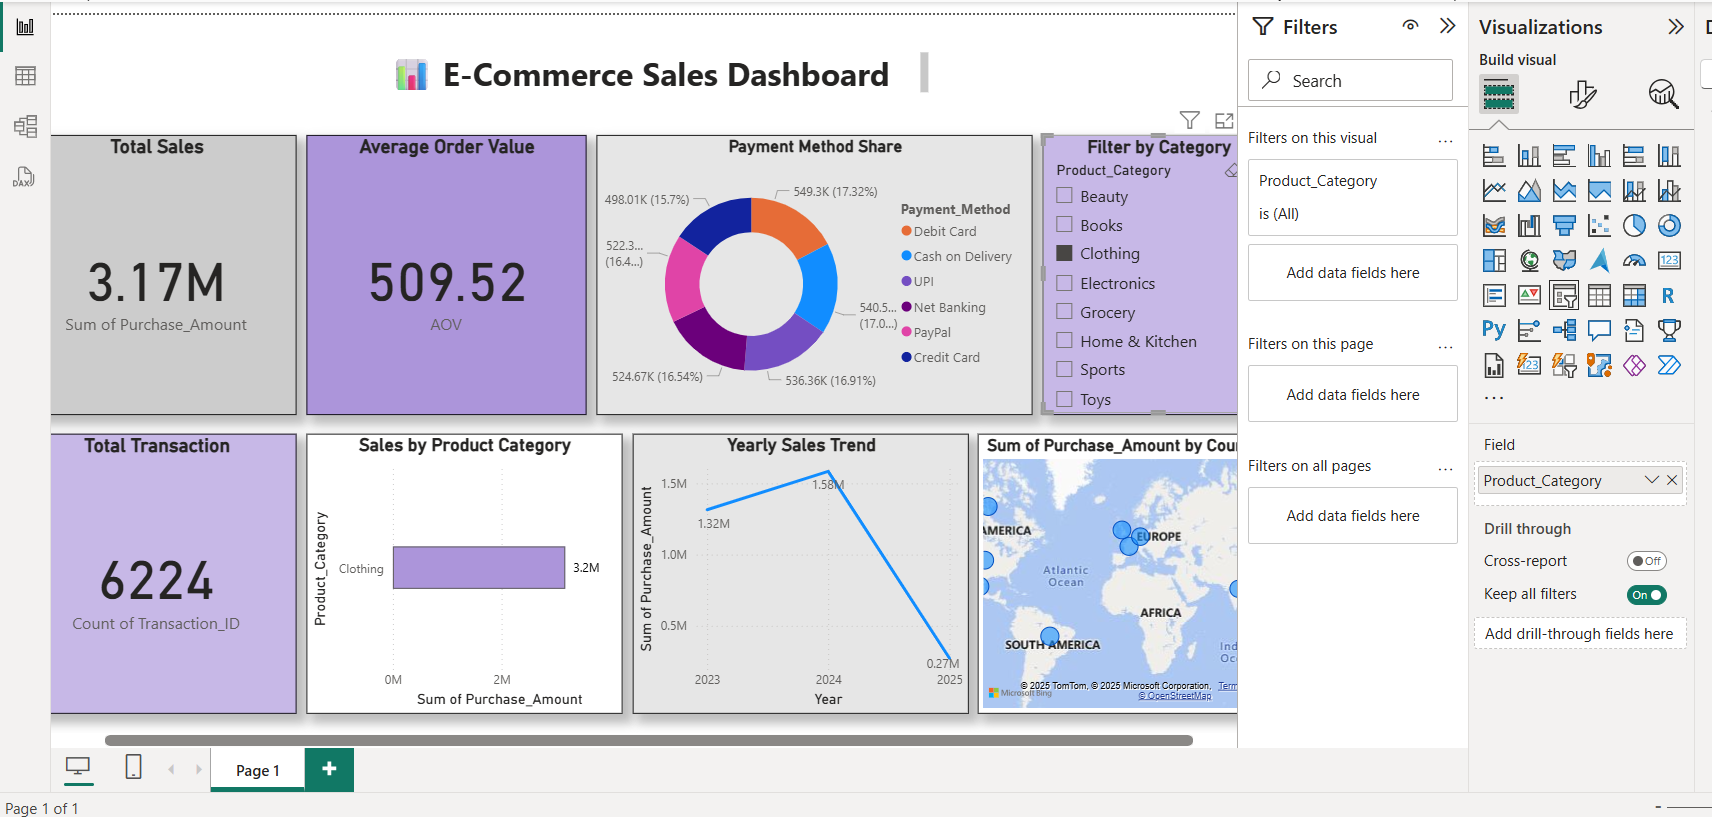 E-Commerce Sales Dashboard
Total Sales
3.17M
Sum of Purchase_Amount
Average Order Value
509.52
AOV
Payment Method Share
498.01K (15.7%)
549.3K (17.32%)
522.3...
(16.4...)
540.5...
(17.0...)
524.67K (16.54%)
536.36K (16.91%)
Payment_Method
Debit Card
Cash on Delivery
UPI
Net Banking
PayPal
Credit Card
Filter by Category
Product_Category
Beauty
Books
Clothing
Electronics
Grocery
Home & Kitchen
Sports
Toys
Total Transaction
6224
Count of Transaction_ID
Sales by Product Category
Product_Category
Clothing
3.2M
0M
2M
Sum of Purchase_Amount
Yearly Sales Trend
Sum of Purchase_Amount
1.5M
1.0M
0.5M
1.32M
1.58M
0.27M
2023
2024
2025
Year
Sum of Purchase_Amount by Cou
AMERICA
EUROPE
Atlantic
Ocean
AFRICA
SOUTH AMERICA
Ind
Oc
© 2025 TomTom, © 2025 Microsoft Corporation, Term
Microsoft Bing
© OpenStreetMap
DAX
Page 1
Page 1 of 1
Filters
Search
Filters on this visual
...
Product_Category
is (All)
Add data fields here
Filters on this page
...
Add data fields here
Filters on all pages
...
Add data fields here
Visualizations
Build visual
123
R
Py
123
...
Field
Product_Category
Drill through
Cross-report
Off
Keep all filters
On
Add drill-through fields here